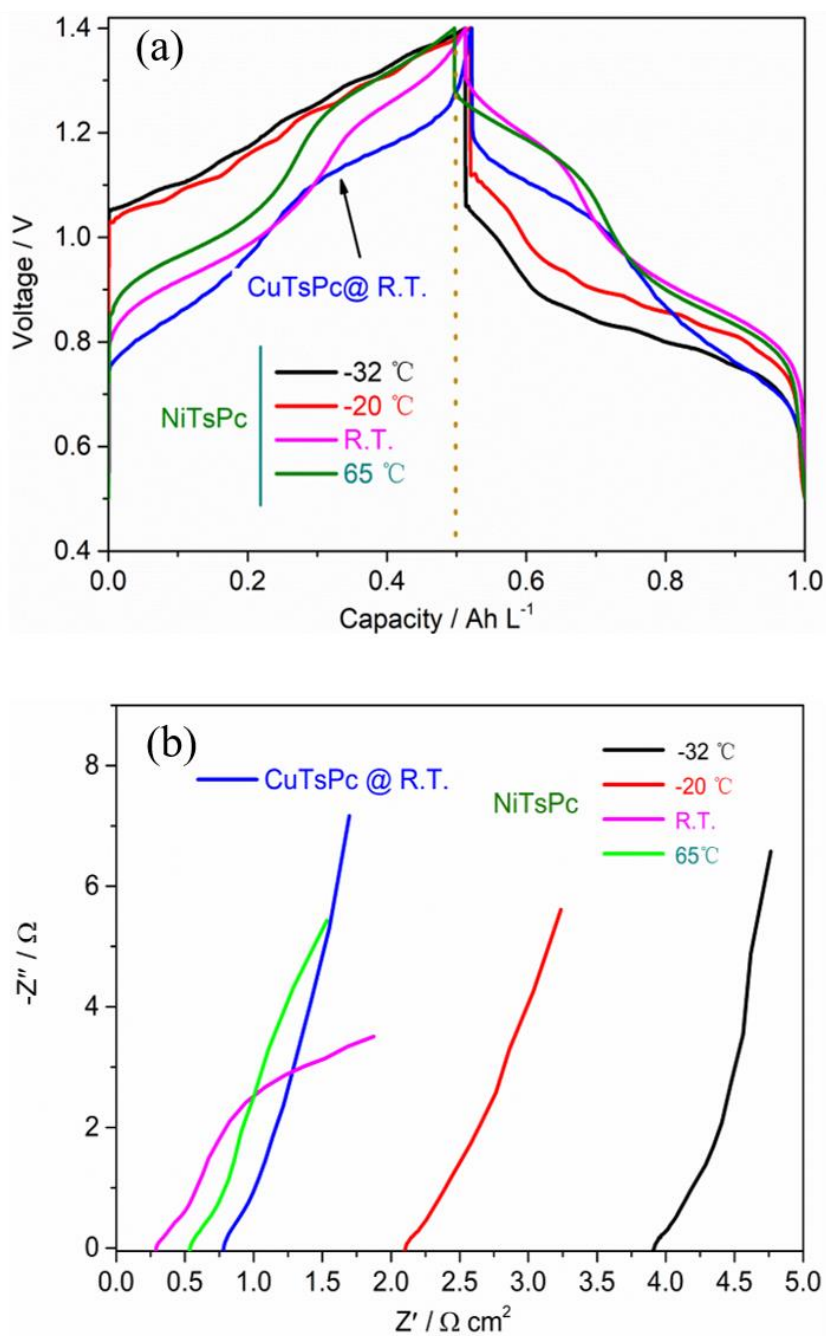 (a)
1.4
1.2
1.0
0.8
0.6
0.4
Voltage / V
CuTsPc@ R.T.
NiTsPc
-32 ℃
-20 ℃
R.T.
65 ℃
0.0 0.2 0.4 0.6 0.8 1.0
Capacity / Ah L⁻¹
(b)
8
6
4
2
0
-Z″ / Ω
CuTsPc @ R.T.
NiTsPc
-32 ℃
-20 ℃
R.T.
65℃
0.0 0.5 1.0 1.5 2.0 2.5 3.0 3.5 4.0 4.5 5.0
Z′ / Ω cm²